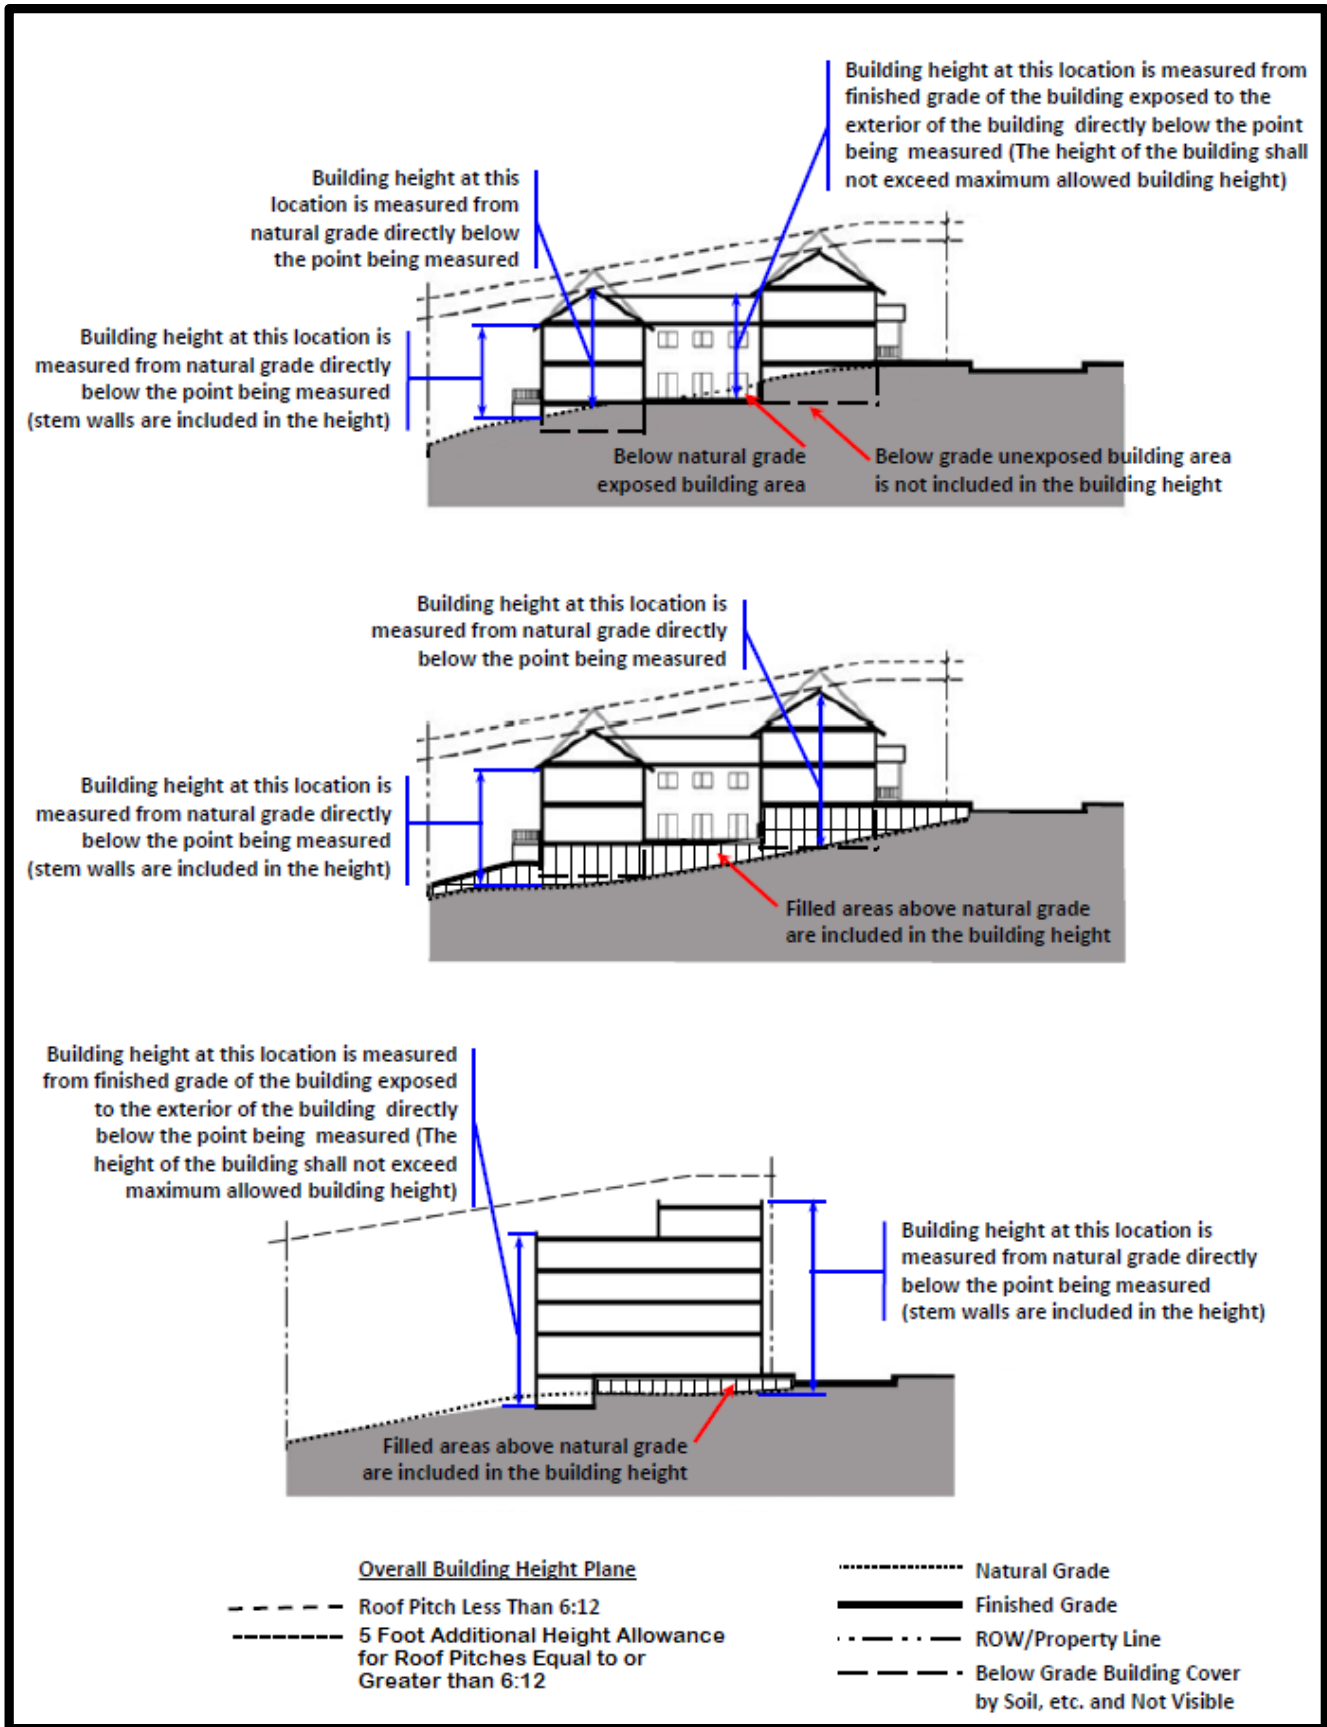 Building height at this location is measured from
finished grade of the building exposed to the
exterior of the building directly below the point
being measured (The height of the building shall
not exceed maximum allowed building height)
Building height at this
location is measured from
natural grade directly below
the point being measured
Building height at this location is
measured from natural grade directly
below the point being measured
(stem walls are included in the height)
Below natural grade
exposed building area
Below grade unexposed building area
is not included in the building height
Building height at this location is
measured from natural grade directly
below the point being measured
Building height at this location is
measured from natural grade directly
below the point being measured
(stem walls are included in the height)
Filled areas above natural grade
are included in the building height
Building height at this location is measured
from finished grade of the building exposed
to the exterior of the building directly
below the point being measured (The
height of the building shall not exceed
maximum allowed building height)
Building height at this location is
measured from natural grade directly
below the point being measured
(stem walls are included in the height)
Filled areas above natural grade
are included in the building height
Overall Building Height Plane
Roof Pitch Less Than 6:12
5 Foot Additional Height Allowance
for Roof Pitches Equal to or
Greater than 6:12
Natural Grade
Finished Grade
ROW/Property Line
Below Grade Building Cover
by Soil, etc. and Not Visible